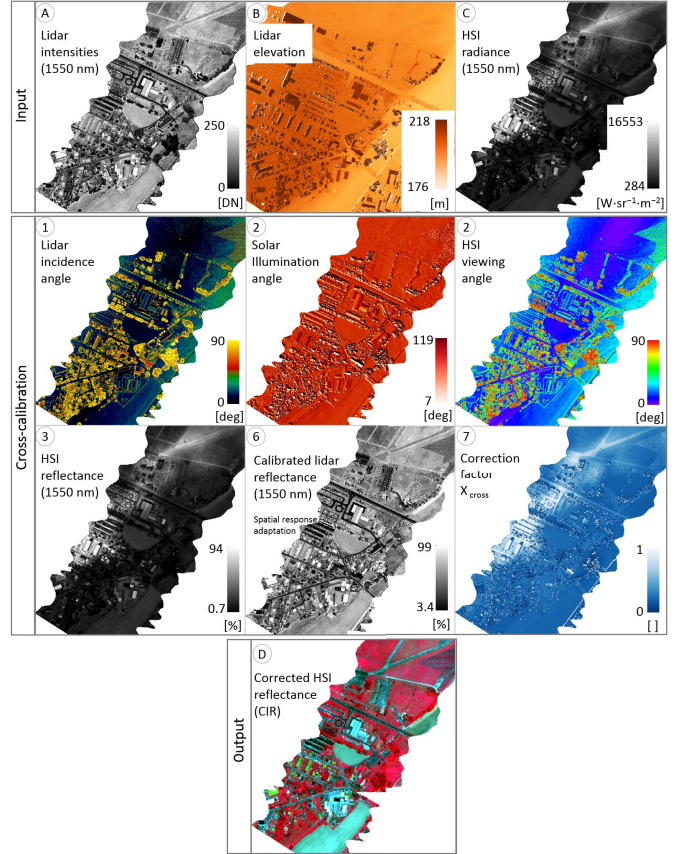 Input
A
Lidar
intensities
(1550 nm)
250
0
[DN]
B
Lidar
elevation
218
176
[m]
C
HSI
radiance
(1550 nm)
16553
284
[W·sr⁻¹·m⁻²]
Cross-calibration
1
Lidar
incidence
angle
90
0
[deg]
2
Solar
Illumination
angle
119
7
[deg]
2
HSI
viewing
angle
90
0
[deg]
3
HSI
reflectance
(1550 nm)
94
0.7
[%]
6
Calibrated lidar
reflectance
(1550 nm)
Spatial response
adaptation
99
3.4
[%]
7
Correction
factor
X cross
1
0
[ ]
Output
D
Corrected HSI
reflectance
(CIR)